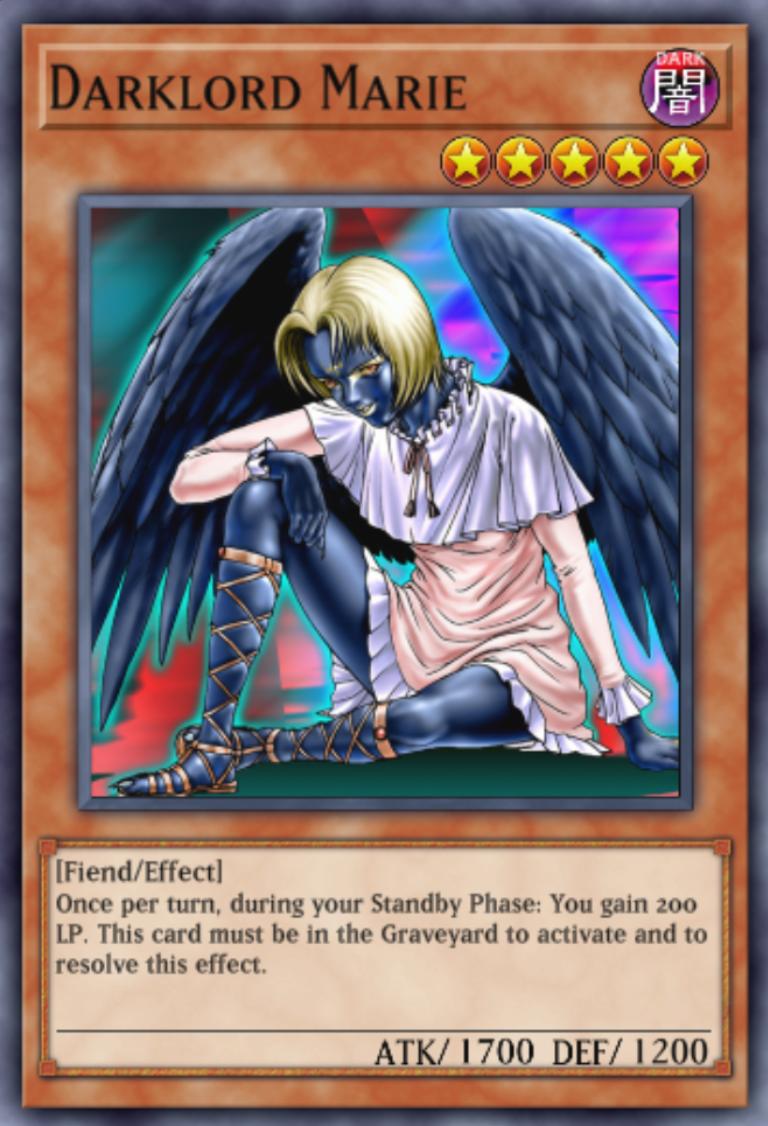 Darklord Marie
DARK
闇
[Fiend/Effect]
Once per turn, during your Standby Phase: You gain 200
LP. This card must be in the Graveyard to activate and to
resolve this effect.
ATK/ 1700 DEF/ 1200